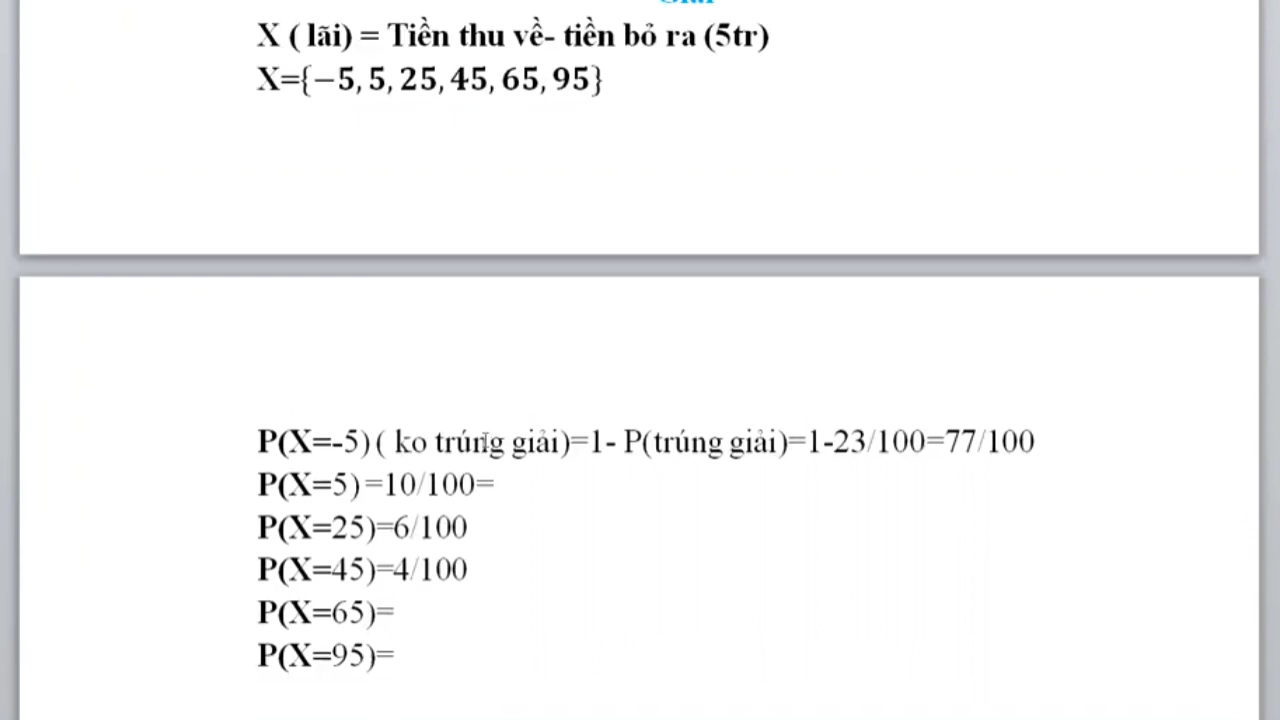 X ( lãi) = Tiền thu về- tiền bỏ ra (5tr)
X={−5, 5, 25, 45, 65, 95}
P(X=-5) ( ko trúng giải)=1- P(trúng giải)=1-23/100=77/100
P(X=5) =10/100=
P(X=25)=6/100
P(X=45)=4/100
P(X=65)=
P(X=95)=